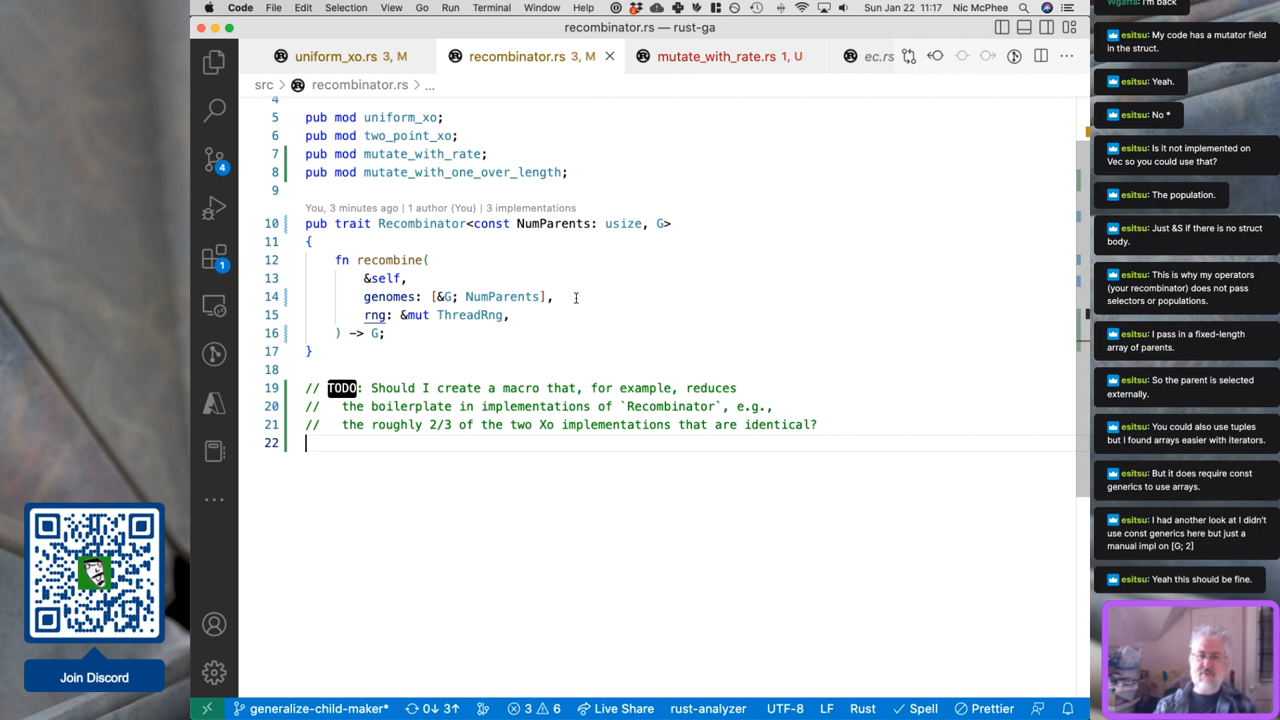 Code File Edit Selection View Go Run Terminal Window Help Sun Jan 22 11:17 Nic McPhee
recombinator.rs — rust-ga
uniform_xo.rs 3, M
recombinator.rs 3, M
mutate_with_rate.rs 1, U
ec.rs
src > recombinator.rs > ...
4
5 pub mod uniform_xo;
6 pub mod two_point_xo;
7 pub mod mutate_with_rate;
8 pub mod mutate_with_one_over_length;
9
You, 3 minutes ago | 1 author (You) | 3 implementations
10 pub trait Recombinator<const NumParents: usize, G>
11 {
12 fn recombine(
13 &self,
14 genomes: [&G; NumParents],
15 rng: &mut ThreadRng,
16 ) -> G;
17 }
18
19 // TODO: Should I create a macro that, for example, reduces
20 // the boilerplate in implementations of `Recombinator`, e.g.,
21 // the roughly 2/3 of the two Xo implementations that are identical?
22
4
1
Join Discord
generalize-child-maker* 0↓ 3↑ 3 6 Live Share rust-analyzer UTF-8 LF Rust Spell Prettier
Wgaffa: I'm back
esitsu: My code has a mutator field
in the struct.
esitsu: Yeah.
esitsu: No *
esitsu: Is it not implemented on
Vec so you could use that?
esitsu: The population.
esitsu: Just &S if there is no struct
body.
esitsu: This is why my operators
(your recombinator) does not pass
selectors or populations.
esitsu: I pass in a fixed-length
array of parents.
esitsu: So the parent is selected
externally.
esitsu: You could also use tuples
but I found arrays easier with iterators.
esitsu: But it does require const
generics to use arrays.
esitsu: I had another look at I didn't
use const generics here but just a
manual impl on [G; 2]
esitsu: Yeah this should be fine.